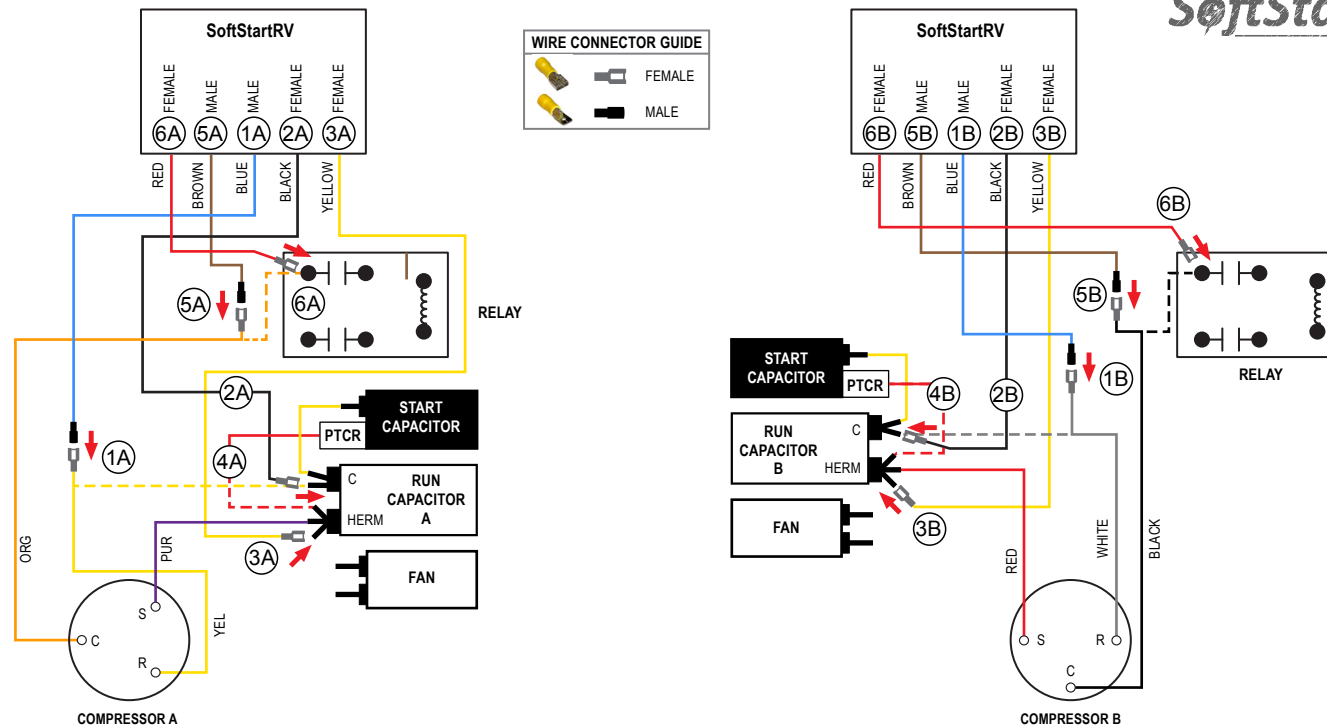 SoftStartRV
FEMALE
MALE
MALE
FEMALE
FEMALE
6A
5A
1A
2A
3A
RED
BROWN
BLUE
BLACK
YELLOW
5A
6A
RELAY
2A
START
CAPACITOR
PTCR
1A
4A
C
RUN
CAPACITOR
A
HERM
3A
FAN
ORG
PUR
YEL
S
C
R
COMPRESSOR A
WIRE CONNECTOR GUIDE
FEMALE
MALE
SoftStartRV
FEMALE
MALE
MALE
FEMALE
FEMALE
6B
5B
1B
2B
3B
RED
BROWN
BLUE
BLACK
YELLOW
6B
5B
RELAY
START
CAPACITOR
PTCR
1B
4B
2B
C
RUN
CAPACITOR
B
HERM
3B
FAN
RED
WHITE
BLACK
S
R
C
COMPRESSOR B